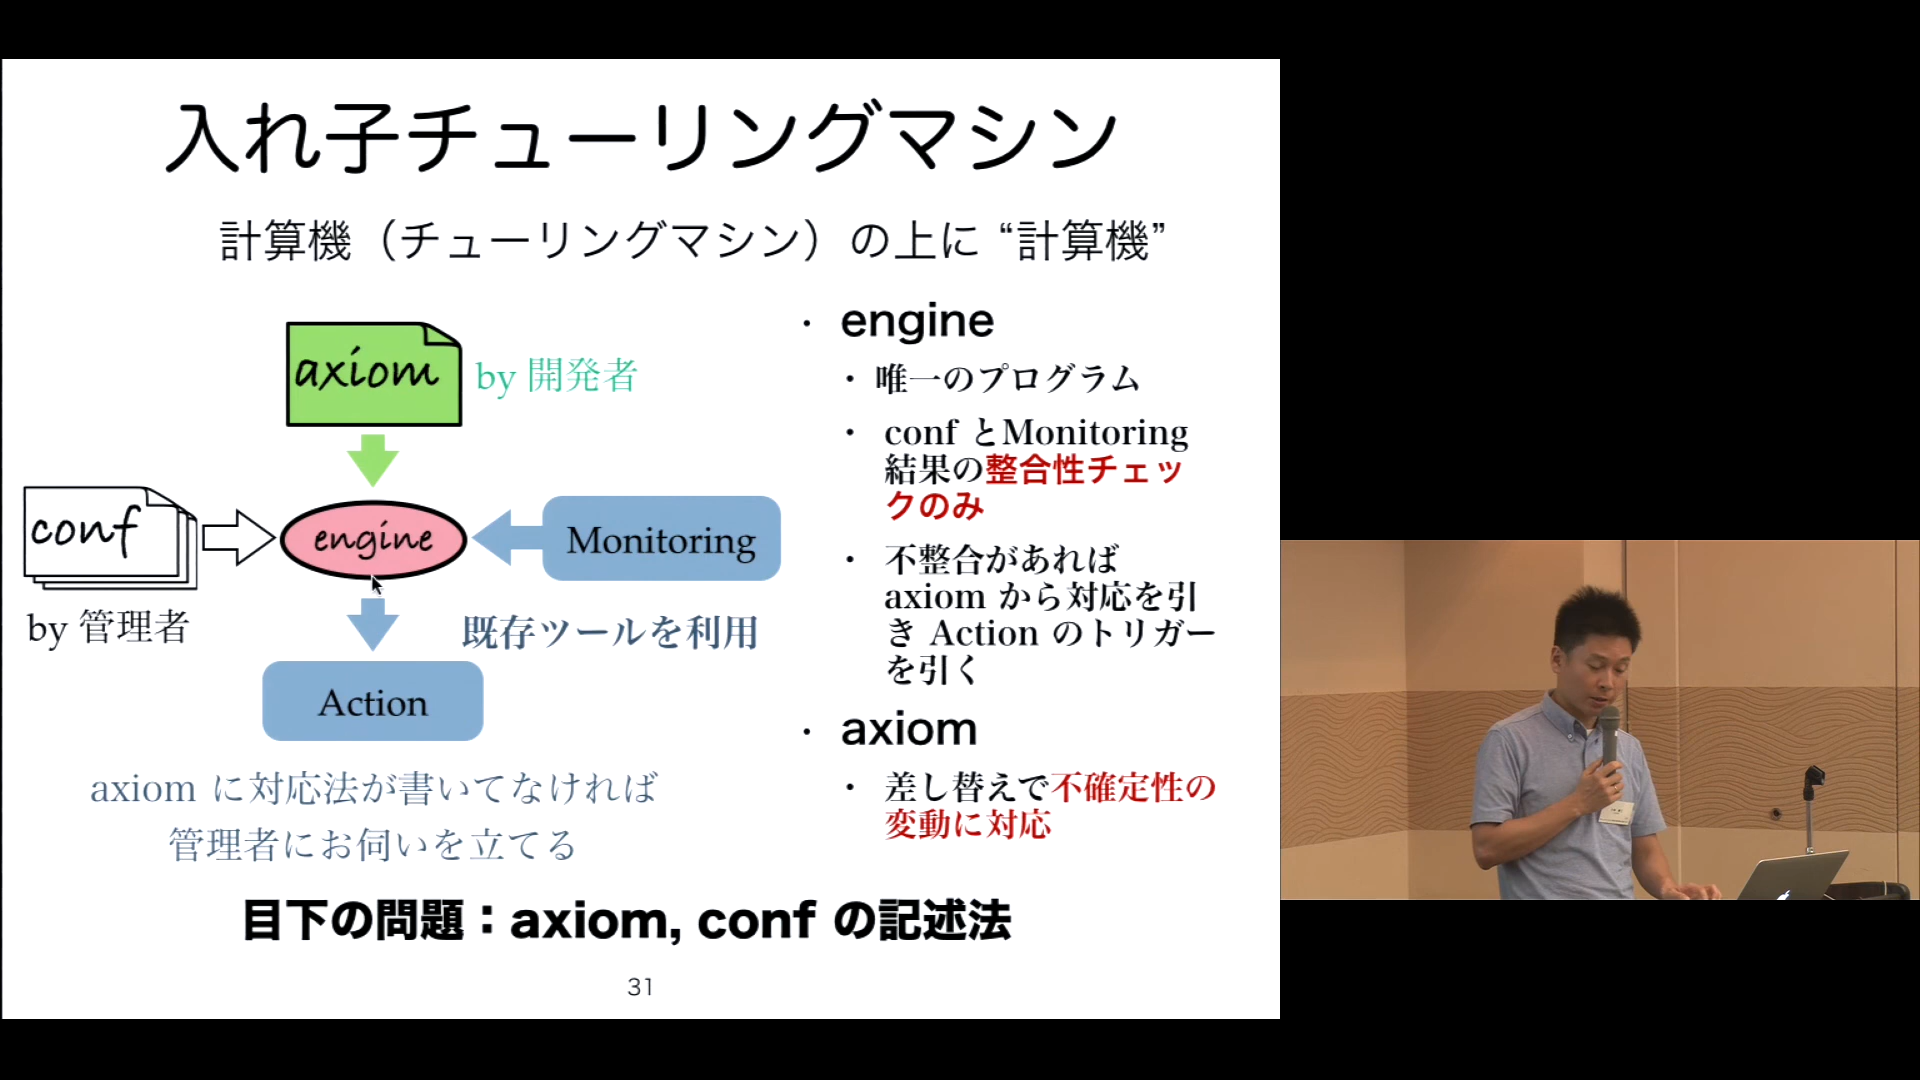 入れ子チューリングマシン
計算機（チューリングマシン）の上に “計算機”
axiom
by 開発者
conf
engine
Monitoring
by 管理者
既存ツールを利用
Action
axiom に対応法が書いてなければ
管理者にお伺いを立てる
・ engine
・ 唯一のプログラム
・ conf とMonitoring
結果の整合性チェッ
クのみ
・ 不整合があれば
axiom から対応を引
き Action のトリガー
を引く
・ axiom
・ 差し替えで不確定性の
変動に対応
目下の問題：axiom, conf の記述法
31